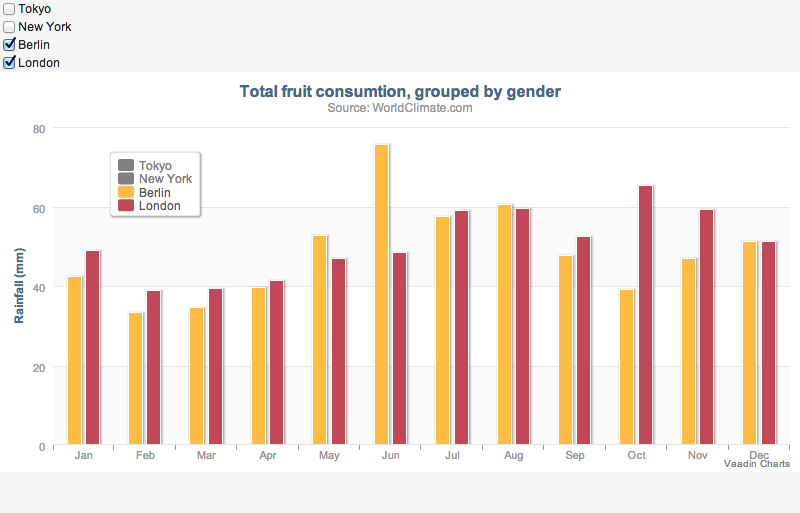 Tokyo
New York
Berlin
London
Total fruit consumtion, grouped by gender
Source: WorldClimate.com
80
60
40
20
0
Rainfall (mm)
Tokyo
New York
Berlin
London
Jan Feb Mar Apr May Jun Jul Aug Sep Oct Nov Dec
Vaadin Charts